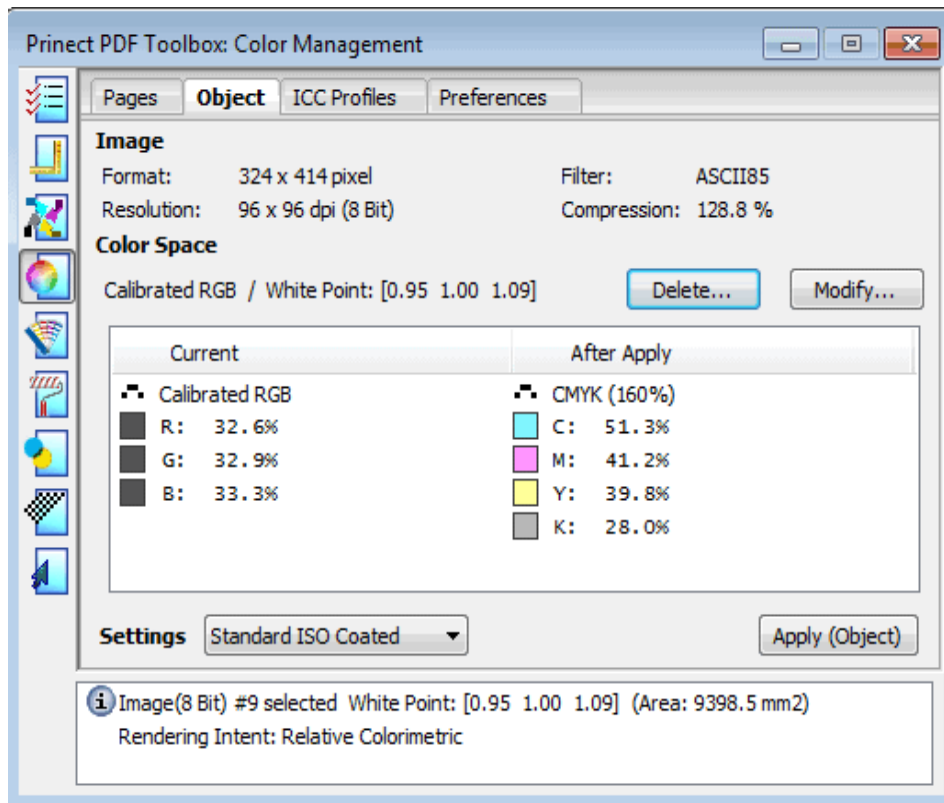 Prinect PDF Toolbox: Color Management
Pages Object ICC Profiles Preferences
Image
Format: 324 x 414 pixel Filter: ASCII85
Resolution: 96 x 96 dpi (8 Bit) Compression: 128.8 %
Color Space
Calibrated RGB / White Point: [0.95 1.00 1.09] Delete... Modify...
Current After Apply
Calibrated RGB CMYK (160%)
R: 32.6% C: 51.3%
G: 32.9% M: 41.2%
B: 33.3% Y: 39.8%
K: 28.0%
Settings Standard ISO Coated Apply (Object)
Image(8 Bit) #9 selected White Point: [0.95 1.00 1.09] (Area: 9398.5 mm2)
Rendering Intent: Relative Colorimetric